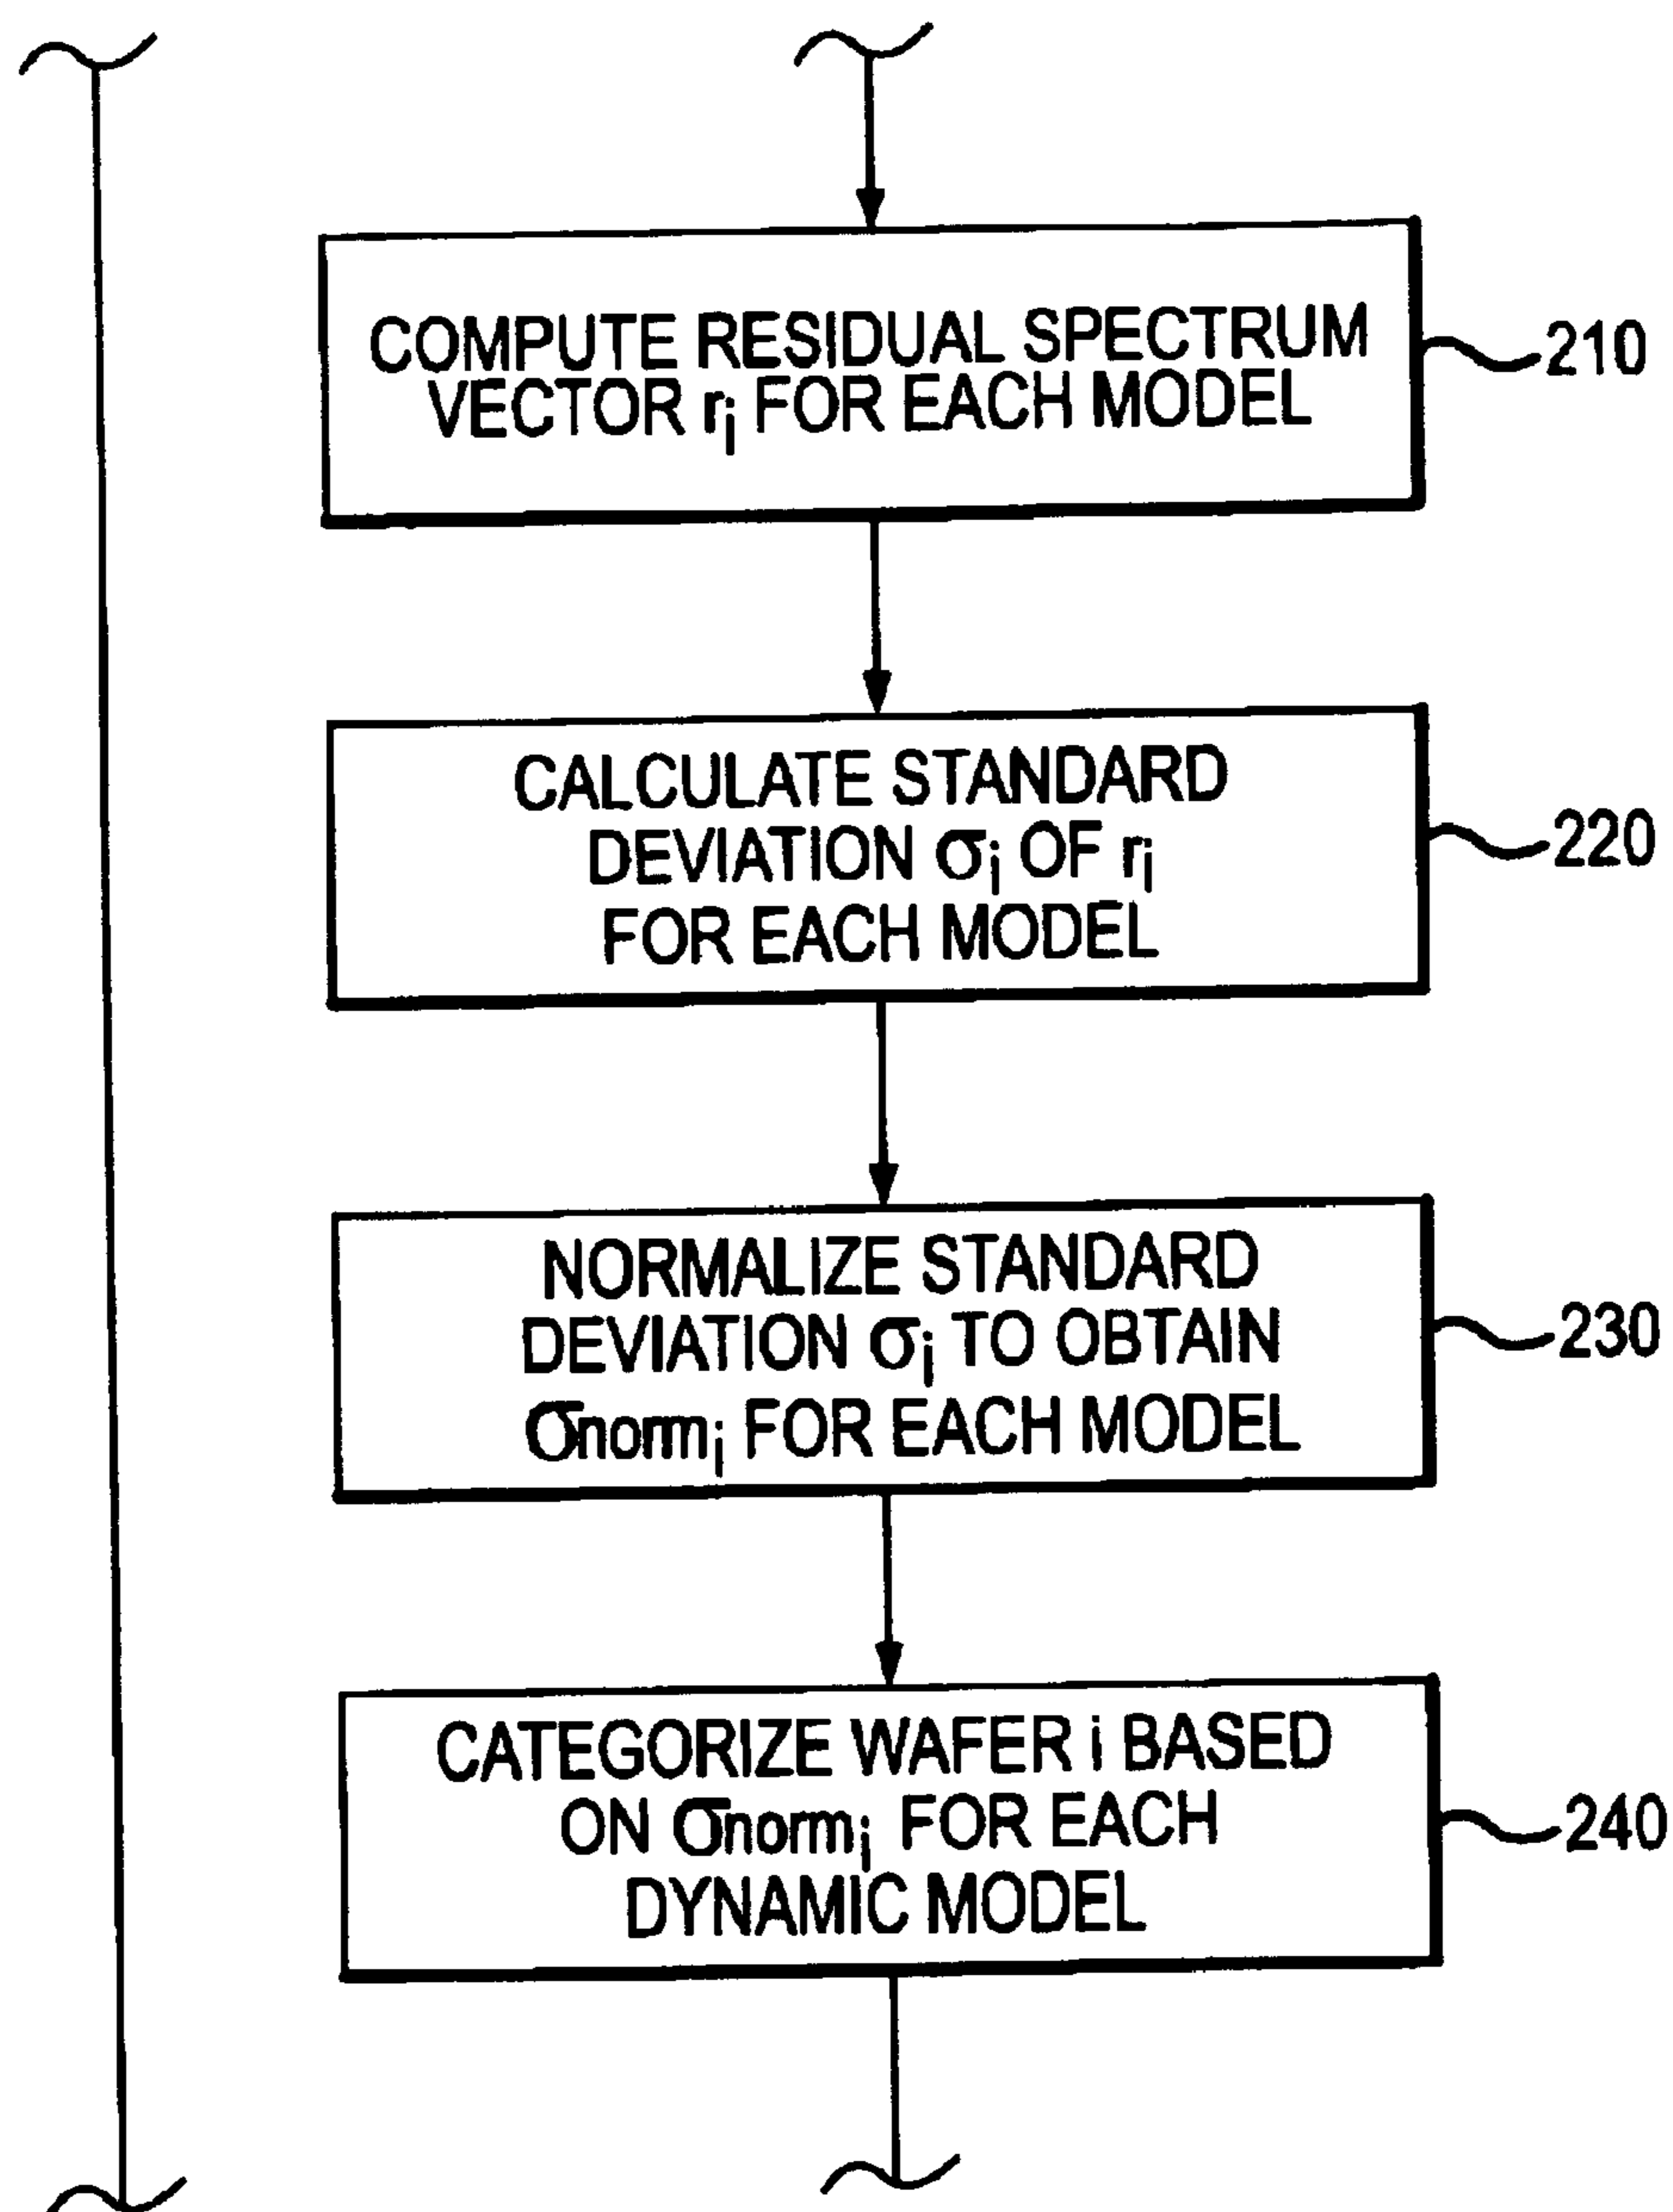 COMPUTE RESIDUAL SPECTRUM
VECTOR rᵢ FOR EACH MODEL
210
CALCULATE STANDARD
DEVIATION σᵢ OF rᵢ
FOR EACH MODEL
220
NORMALIZE STANDARD
DEVIATION σᵢ TO OBTAIN
σnormᵢ FOR EACH MODEL
230
CATEGORIZE WAFER i BASED
ON σnormᵢ FOR EACH
DYNAMIC MODEL
240